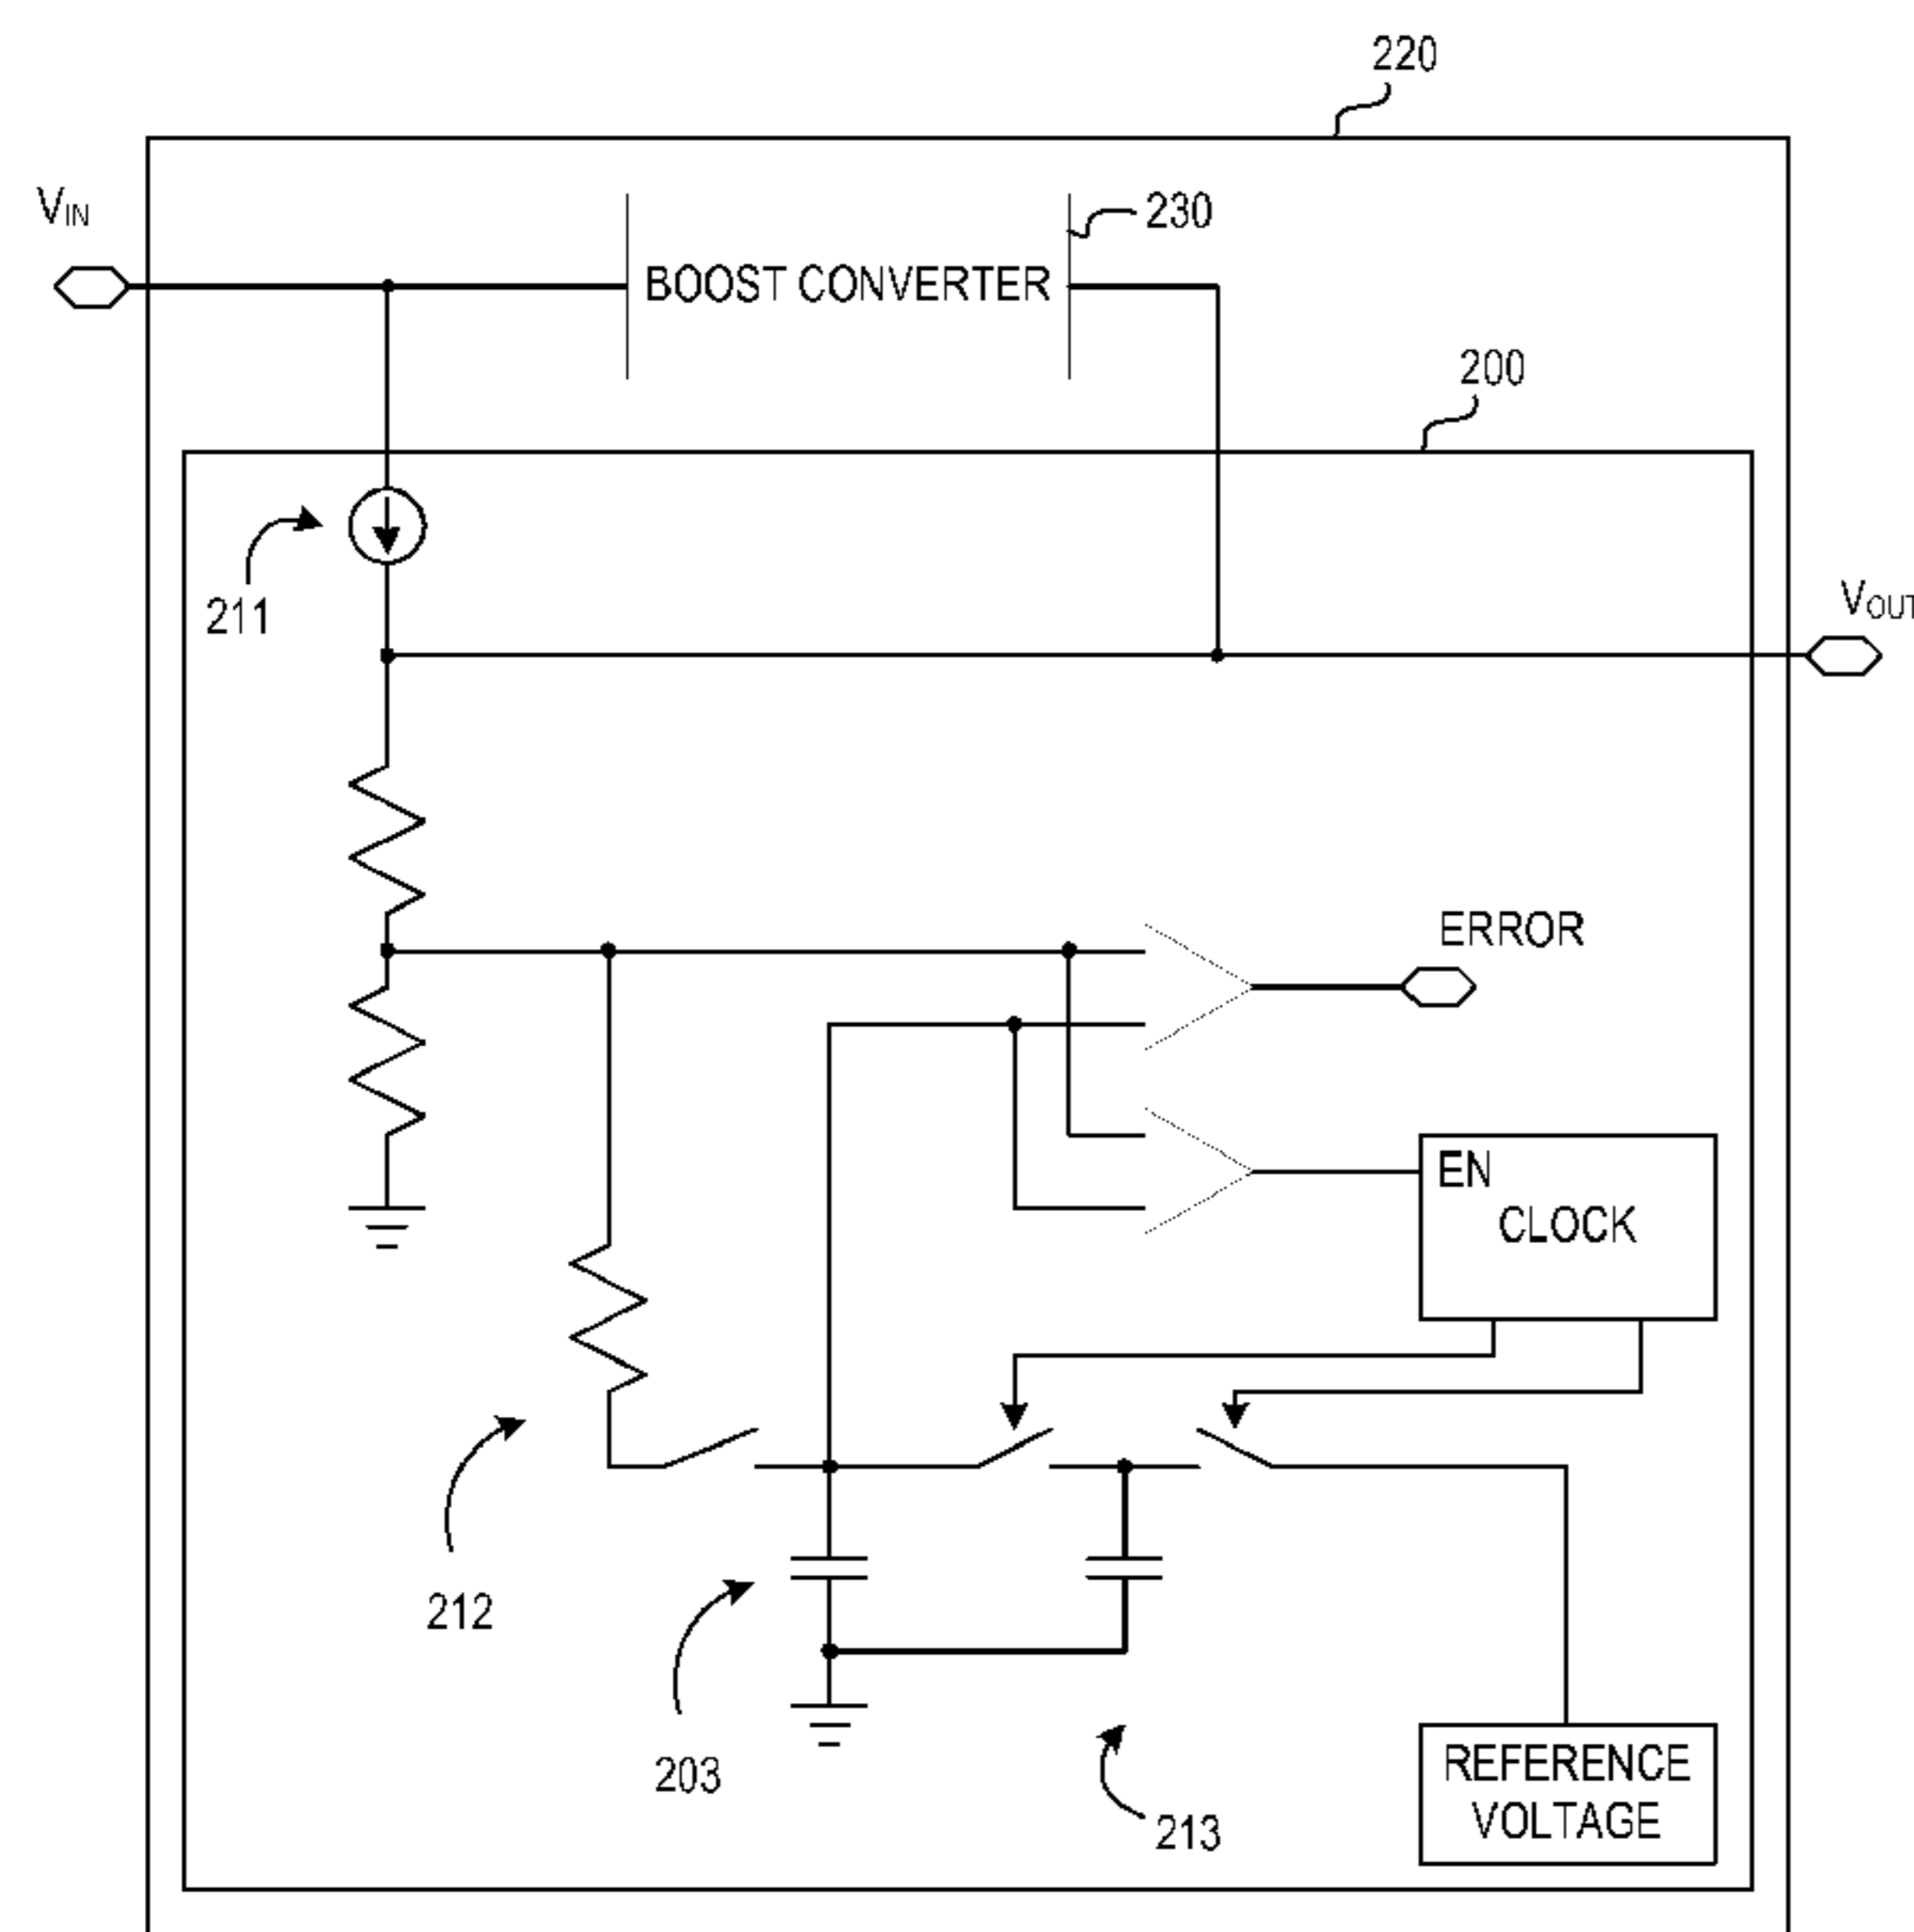 220
VIN
230
BOOST CONVERTER
200
211
VOUT
ERROR
EN
CLOCK
212
203
213
REFERENCE
VOLTAGE